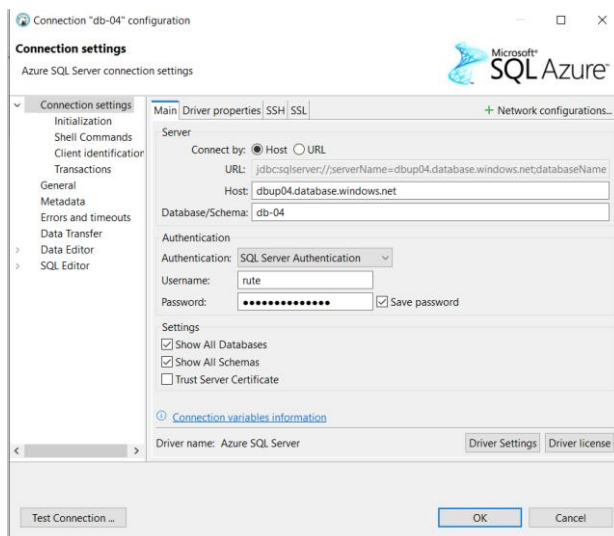 Connection "db-04" configuration
Connection settings
Azure SQL Server connection settings
Microsoft®
SQL Azure™
Connection settings
Initialization
Shell Commands
Client identification
Transactions
General
Metadata
Errors and timeouts
Data Transfer
Data Editor
SQL Editor
Main Driver properties SSH SSL
+ Network configurations...
Server
Connect by: Host URL
URL: jdbc:sqlserver://;serverName=dbup04.database.windows.net;databaseName
Host: dbup04.database.windows.net
Database/Schema: db-04
Authentication
Authentication: SQL Server Authentication
Username: rute
Password: ●●●●●●●●●●●●●● Save password
Settings
Show All Databases
Show All Schemas
Trust Server Certificate
Connection variables information
Driver name: Azure SQL Server
Driver Settings Driver license
Test Connection ...
OK Cancel